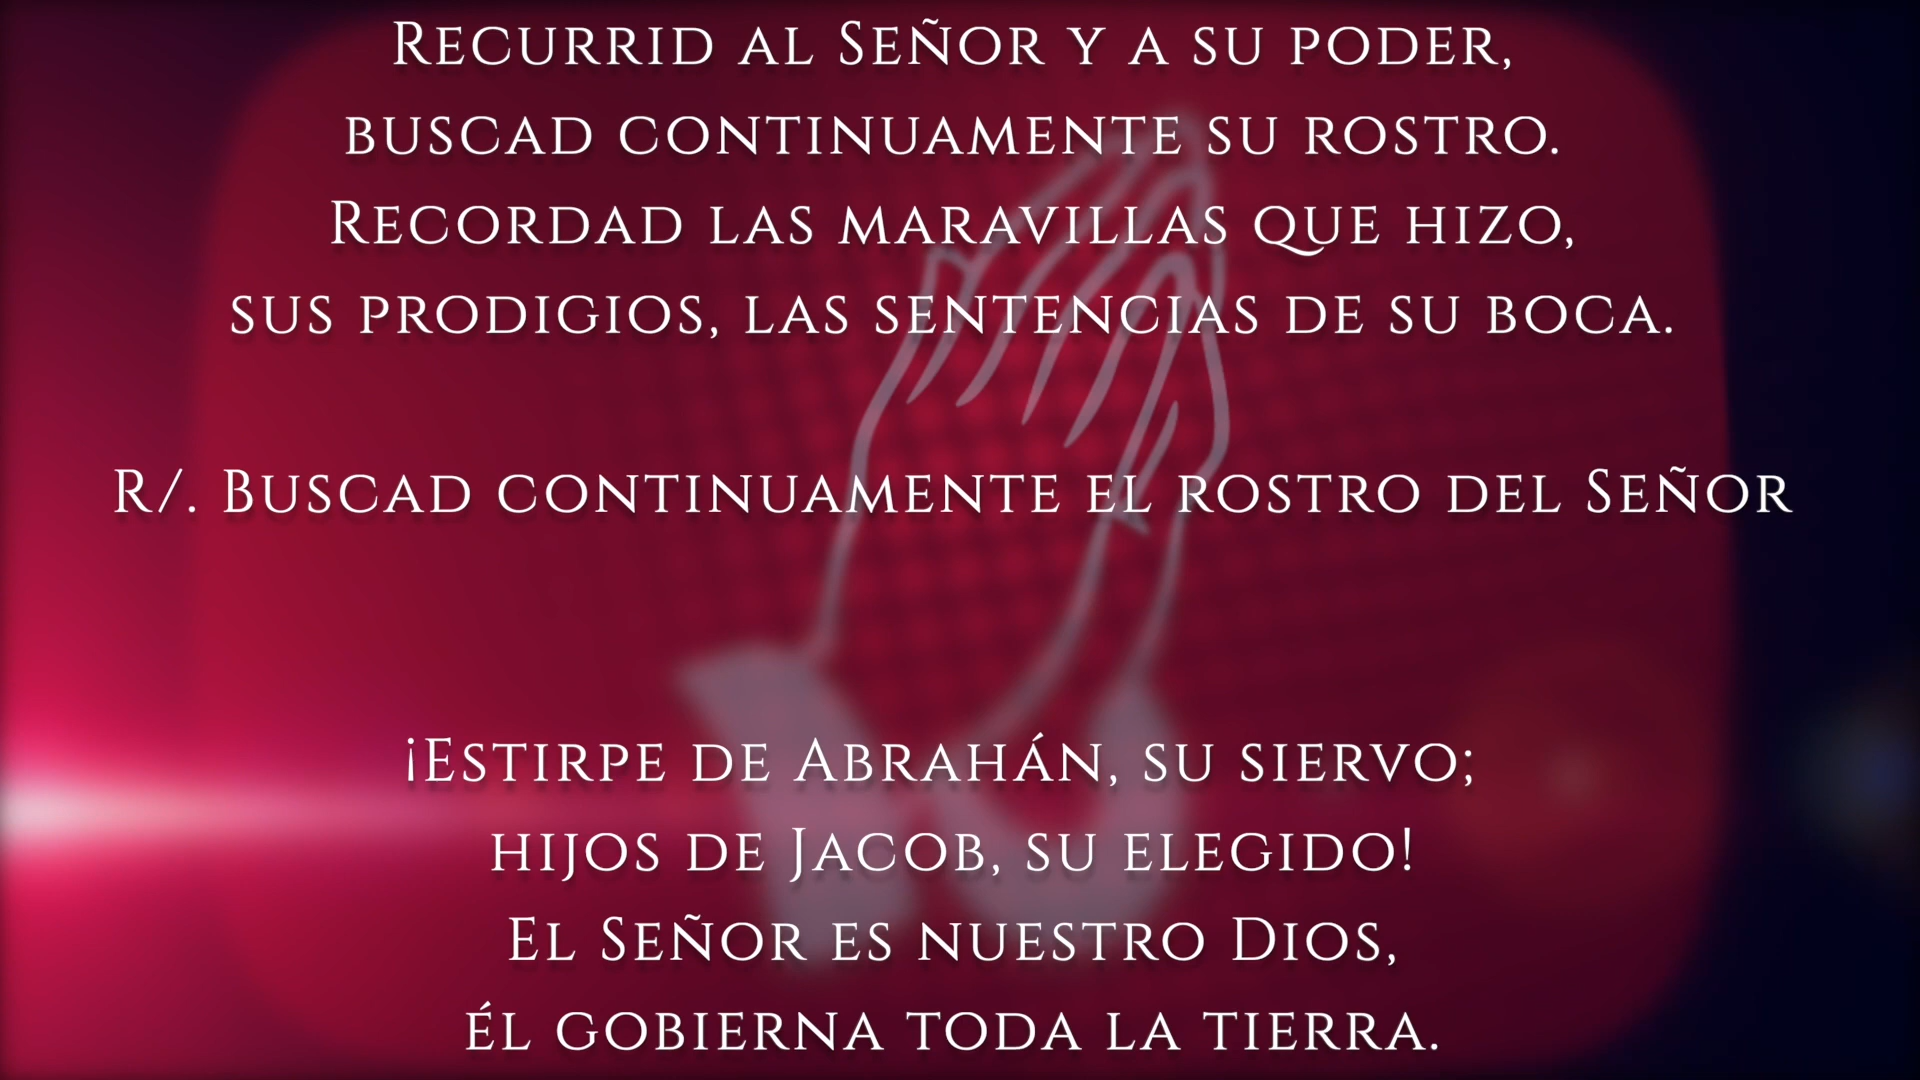 Recurrid al Señor y a su poder,
buscad continuamente su rostro.
Recordad las maravillas que hizo,
sus prodigios, las sentencias de su boca.
R/. Buscad continuamente el rostro del Señor
¡Estirpe de Abrahán, su siervo;
hijos de Jacob, su elegido!
El Señor es nuestro Dios,
él gobierna toda la tierra.